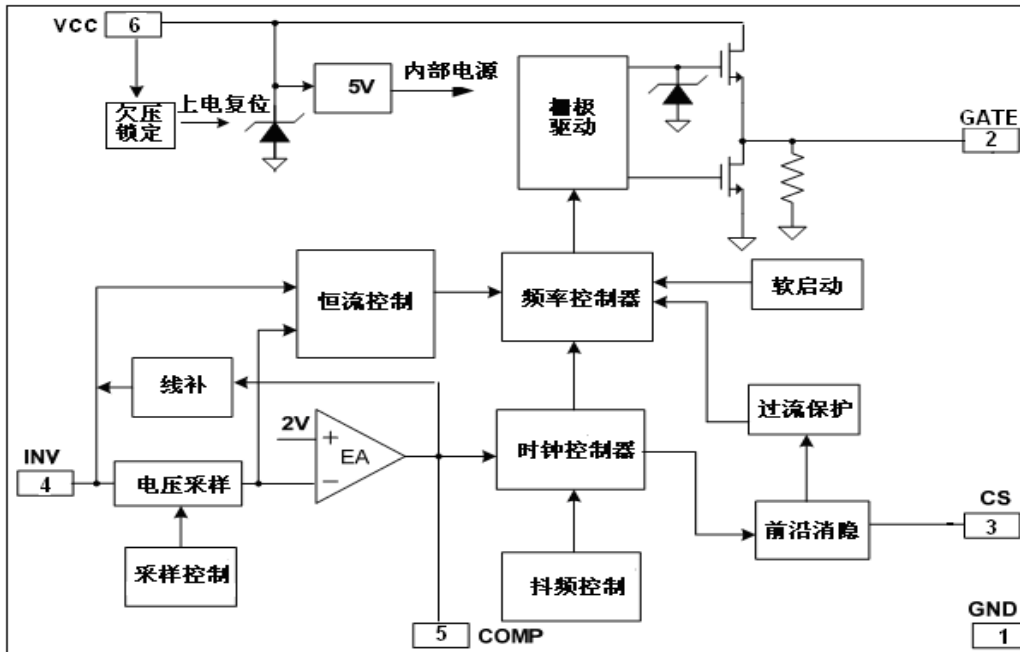 VCC
6
5V
内部电源
欠压
锁定
上电复位
栅极
驱动
GATE
2
恒流控制
频率控制器
软启动
线补
过流保护
2V
+
EA
−
时钟控制器
INV
4
电压采样
前沿消隐
CS
3
采样控制
抖频控制
5
COMP
GND
1